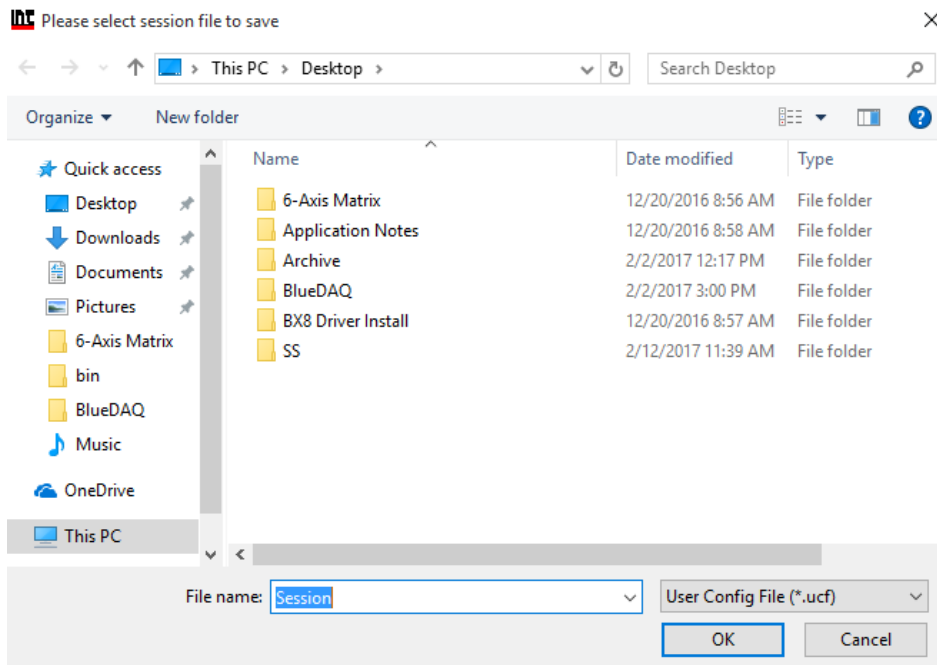 INT Please select session file to save
This PC > Desktop >
Search Desktop
Organize
New folder
Quick access
Desktop
Downloads
Documents
Pictures
6-Axis Matrix
bin
BlueDAQ
Music
OneDrive
This PC
Name Date modified Type
6-Axis Matrix 12/20/2016 8:56 AM File folder
Application Notes 12/20/2016 8:58 AM File folder
Archive 2/2/2017 12:17 PM File folder
BlueDAQ 2/2/2017 3:00 PM File folder
BX8 Driver Install 12/20/2016 8:57 AM File folder
SS 2/12/2017 11:39 AM File folder
File name: Session
User Config File (*.ucf)
OK Cancel